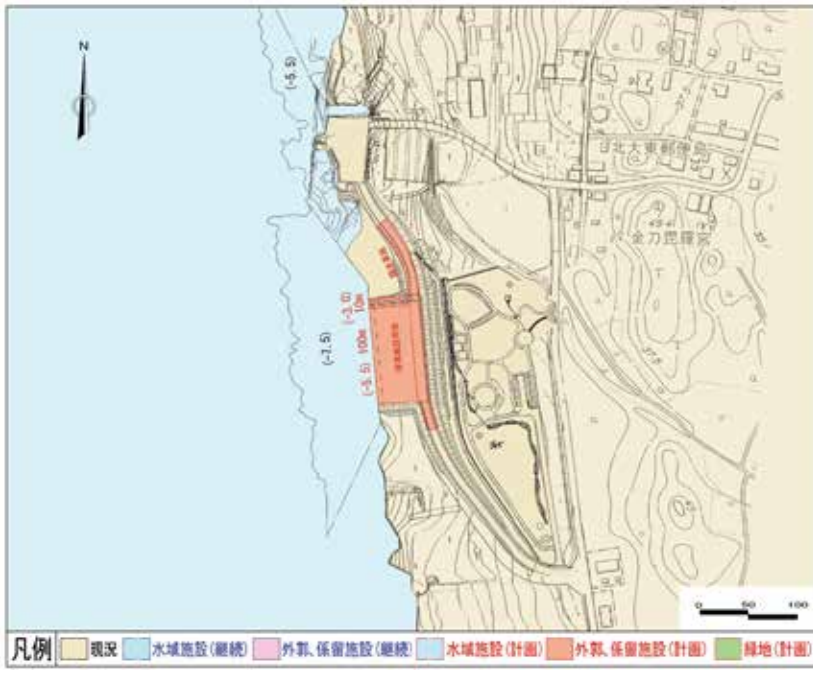 N
(-5.5)
北大東郵便局
金刀毘羅宮
(-7.5)
(-3.0)
10m
(-5.5) 100m
0 50 100
凡例 現況 水域施設(継続) 外郭、係留施設(継続) 水域施設(計画) 外郭、係留施設(計画) 緑地(計画)